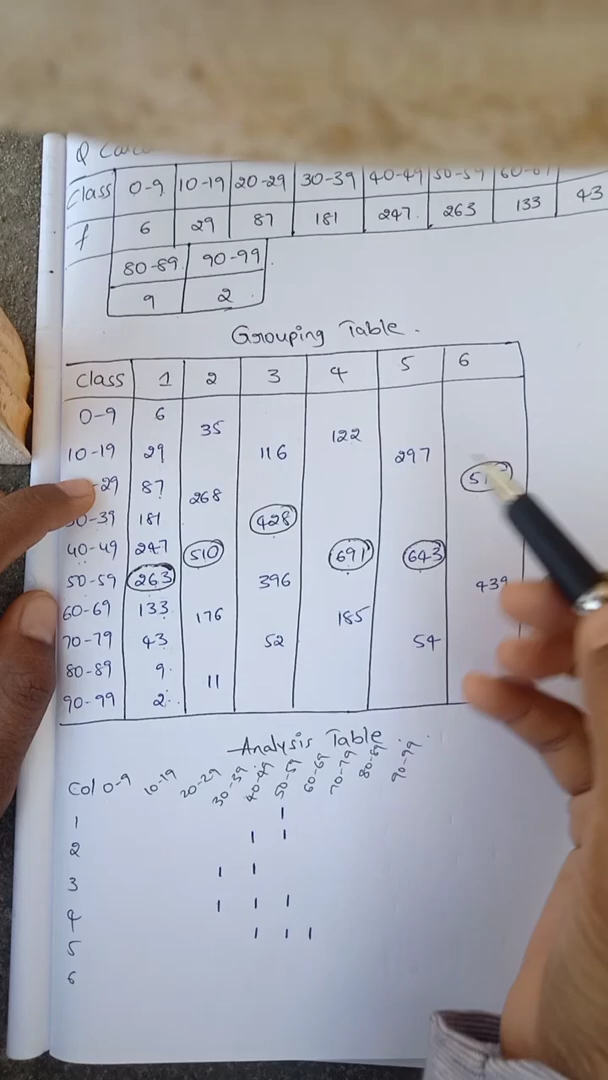 Class 0-9 10-19 20-29 30-39 40-49 50-59
f 6 29 87 181 247 263 133 43
80-89 90-99
9 2
Grouping Table.
Class 1 2 3 4 5 6
0-9 6
35 122
10-19 29 116 297
-29 87 268
-39 181 428
40-49 247 510 691 643
50-59 263 396 439
60-69 133 176 185
70-79 43 52 54
80-89 9
11
90-99 2
Analysis Table
Col 0-9 10-19 20-29 30-39 40-49 50-59 60-69 70-79 80-89 90-99
1 I
2 I I
3 I I
4 I I I
5 I I I
6